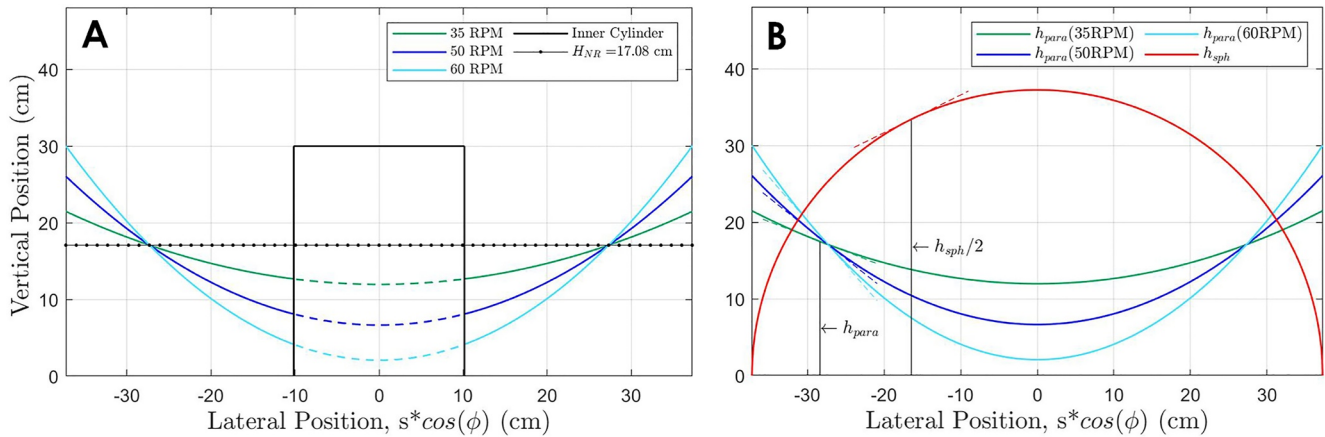 A
35 RPM
50 RPM
60 RPM
Inner Cylinder
H_NR =17.08 cm
Vertical Position (cm)
40
30
20
10
0
-30 -20 -10 0 10 20 30
Lateral Position, s*cos(ϕ) (cm)
B
h_para(35RPM)
h_para(50RPM)
h_para(60RPM)
h_sph
40
30
20
10
0
← h_sph/2
← h_para
-30 -20 -10 0 10 20 30
Lateral Position, s*cos(ϕ) (cm)